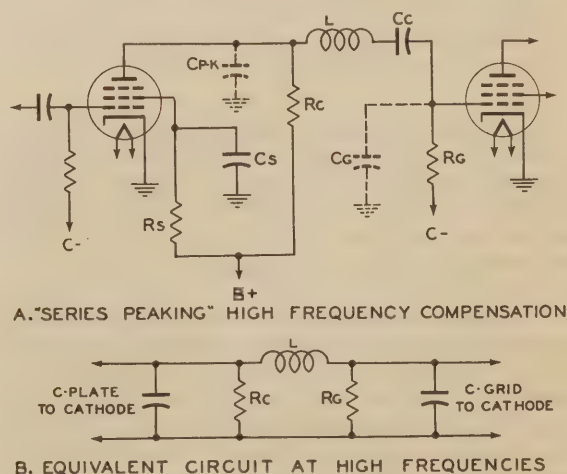 L
Cc
CP-K
Rc
Cs
CG
RG
Rs
C-
C-
B+
A. "SERIES PEAKING" HIGH FREQUENCY COMPENSATION
L
C-PLATE
TO CATHODE
Rc
RG
C-GRID
TO CATHODE
B. EQUIVALENT CIRCUIT AT HIGH FREQUENCIES